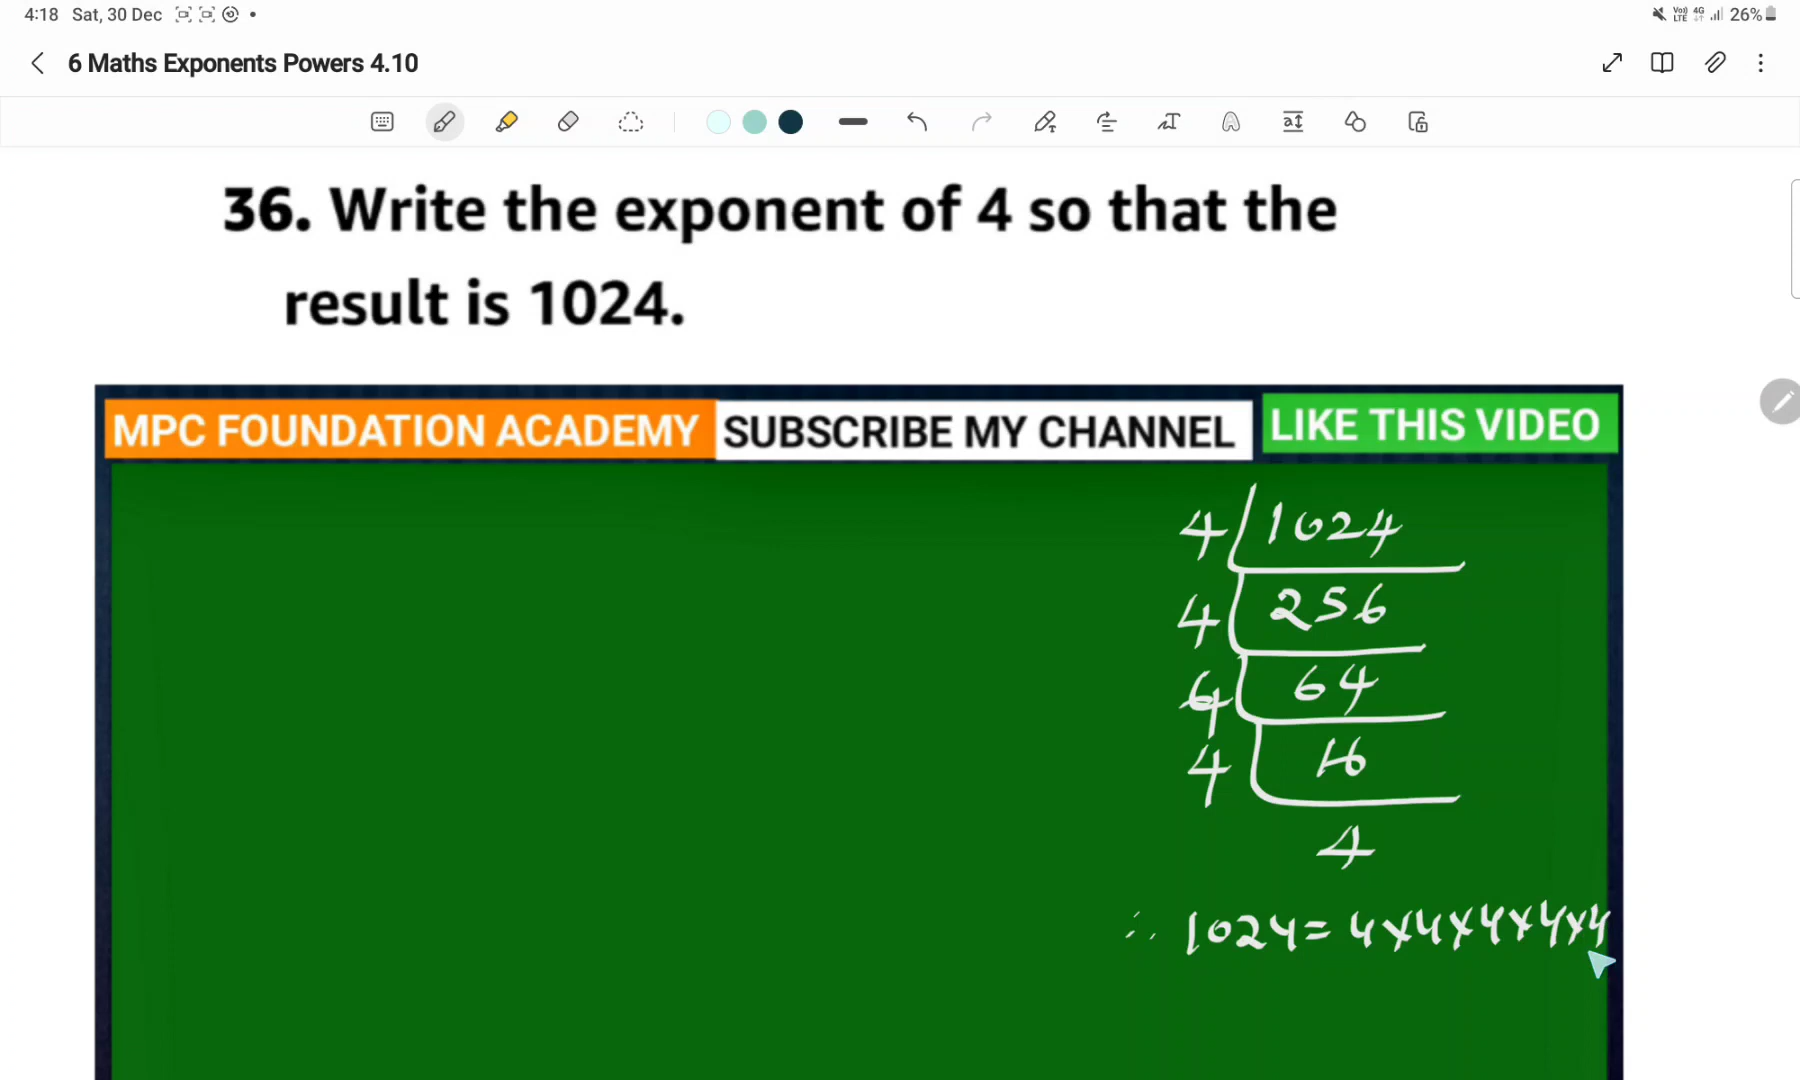 4:18 Sat, 30 Dec 26%
6 Maths Exponents Powers 4.10
36. Write the exponent of 4 so that the
result is 1024.
MPC FOUNDATION ACADEMY SUBSCRIBE MY CHANNEL LIKE THIS VIDEO
4 1024
4 256
4 64
4 16
4
∴ 1024 = 4×4×4×4×4